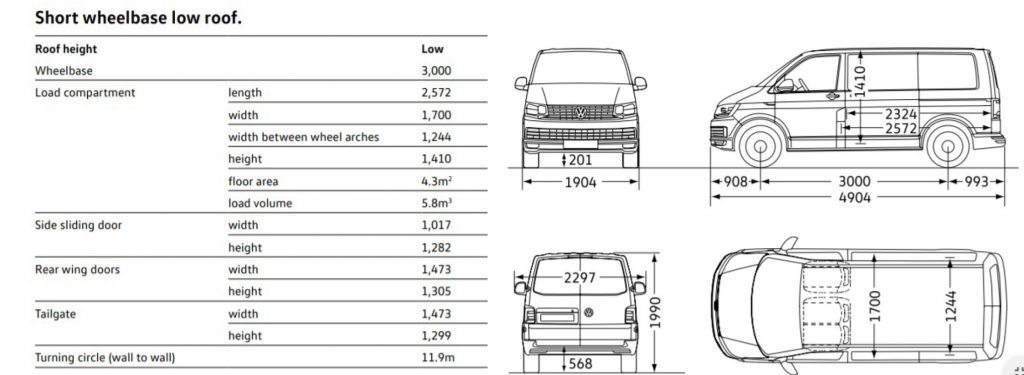 Short wheelbase low roof.
Roof height Low
Wheelbase 3,000
Load compartment length 2,572
width 1,700
width between wheel arches 1,244
height 1,410
floor area 4.3m²
load volume 5.8m³
Side sliding door width 1,017
height 1,282
Rear wing doors width 1,473
height 1,305
Tailgate width 1,473
height 1,299
Turning circle (wall to wall) 11.9m
201
1904
1410
2324
2572
908 3000 993
4904
2297
1990
568
1700
1244